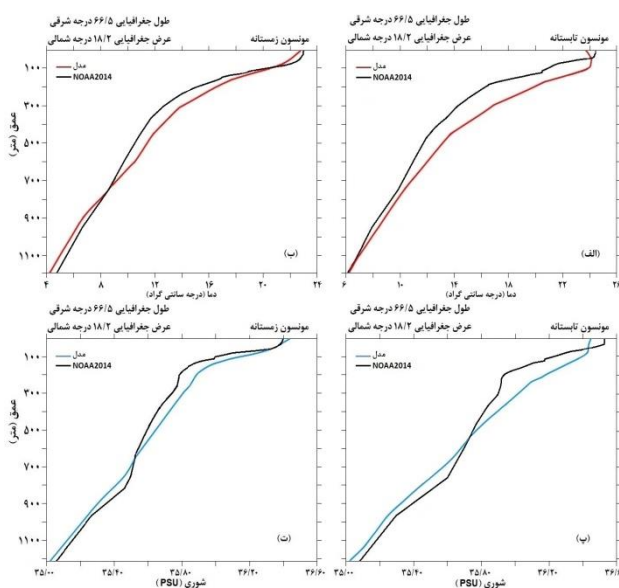 طول جغرافیایی ۶۶/۵ درجه شرقی
عرض جغرافیایی ۱۸/۲ درجه شمالی
مونسون تابستانه
مدل
NOAA2014
(الف)
۶ ۱۰ ۱۴ ۱۸ ۲۲ ۲۶
دما (درجه سانتی گراد)
طول جغرافیایی ۶۶/۵ درجه شرقی
عرض جغرافیایی ۱۸/۲ درجه شمالی
مونسون زمستانه
مدل
NOAA2014
عمق (متر)
۱۰۰
۳۰۰
۵۰۰
۷۰۰
۹۰۰
۱۱۰۰
(ب)
۴ ۸ ۱۲ ۱۶ ۲۰ ۲۴
دما (درجه سانتی گراد)
طول جغرافیایی ۶۶/۵ درجه شرقی
عرض جغرافیایی ۱۸/۲ درجه شمالی
مونسون تابستانه
مدل
NOAA2014
(پ)
۳۵/۰۰ ۳۵/۴۰ ۳۵/۸۰ ۳۶/۲۰ ۳۶/۶۰
شوری (PSU)
طول جغرافیایی ۶۶/۵ درجه شرقی
عرض جغرافیایی ۱۸/۲ درجه شمالی
مونسون زمستانه
مدل
NOAA2014
عمق (متر)
۱۰۰
۳۰۰
۵۰۰
۷۰۰
۹۰۰
۱۱۰۰
(ت)
۳۵/۰۰ ۳۵/۴۰ ۳۵/۸۰ ۳۶/۲۰ ۳۶/۶۰
شوری (PSU)